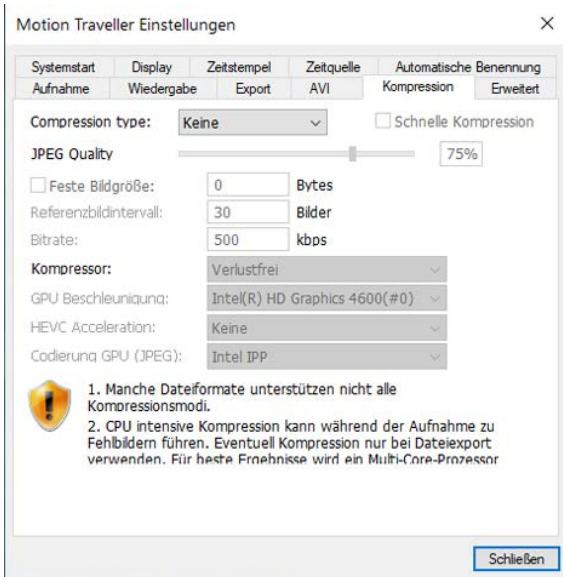 Motion Traveller Einstellungen
Systemstart Display Zeitstempel Zeitquelle Automatische Benennung
Aufnahme Wiedergabe Export AVI Kompression Erweitert
Compression type: Keine Schnelle Kompression
JPEG Quality 75%
Feste Bildgröße: 0 Bytes
Referenzbildintervall: 30 Bilder
Bitrate: 500 kbps
Kompressor: Verlustfrei
GPU Beschleunigung: Intel(R) HD Graphics 4600(#0)
HEVC Acceleration: Keine
Codierung GPU (JPEG): Intel IPP
1. Manche Dateiformate unterstützen nicht alle
Kompressionsmodi.
2. CPU intensive Kompression kann während der Aufnahme zu
Fehlbildern führen. Eventuell Kompression nur bei Dateiexport
verwenden. Für beste Ergebnisse wird ein Multi-Core-Prozessor
Schließen